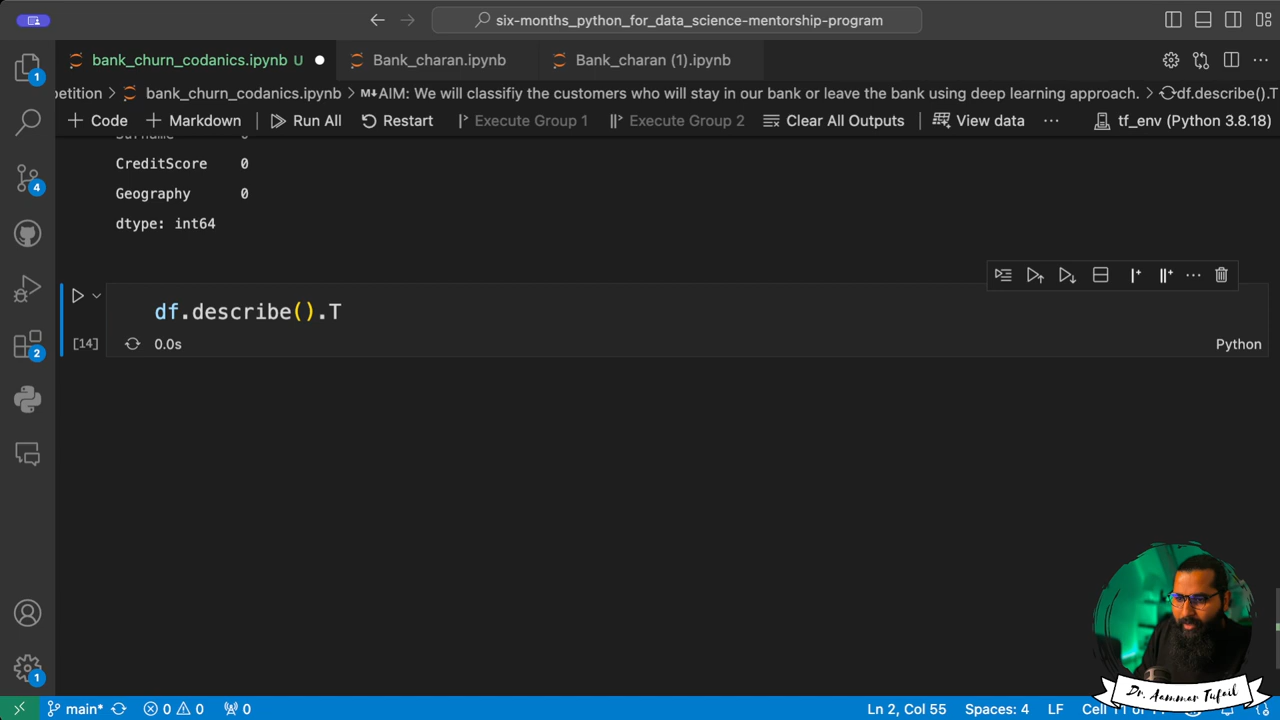 six-months_python_for_data_science-mentorship-program
bank_churn_codanics.ipynb U
Bank_charan.ipynb
Bank_charan (1).ipynb
1
etition > bank_churn_codanics.ipynb > M↓AIM: We will classifiy the customers who will stay in our bank or leave the bank using deep learning approach. > df.describe().T
+ Code + Markdown | Run All Restart Execute Group 1 Execute Group 2 Clear All Outputs | View data ... tf_env (Python 3.8.18)
CreditScore 0
4
Geography 0
dtype: int64
df.describe().T
2
[14] 0.0s Python
1
Dr. Aammar Tufail
main* 0 0 0 Ln 2, Col 55 Spaces: 4 LF